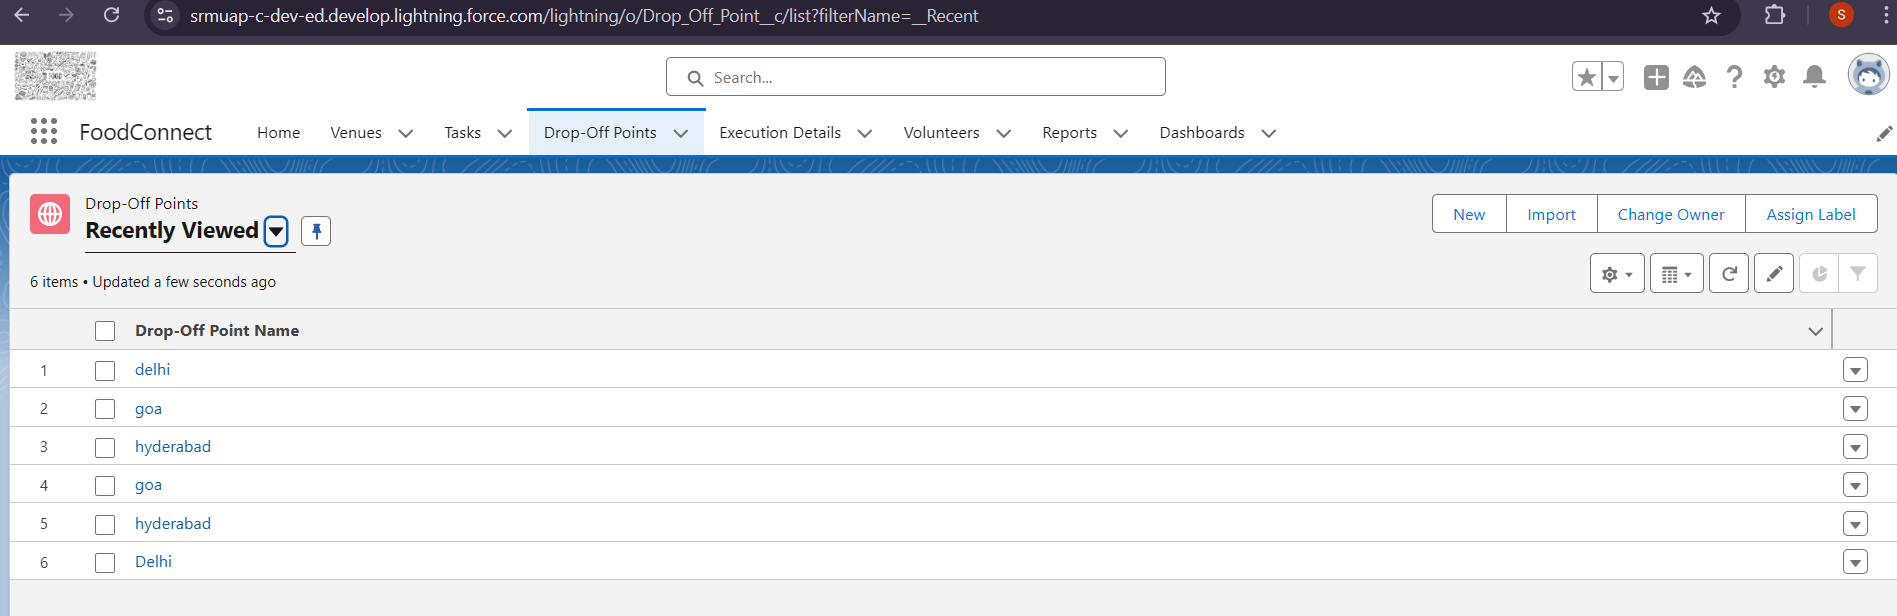 srmuap-c-dev-ed.develop.lightning.force.com/lightning/o/Drop_Off_Point__c/list?filterName=__Recent
S
FOOD
Search...
FoodConnect
Home
Venues
Tasks
Drop-Off Points
Execution Details
Volunteers
Reports
Dashboards
Drop-Off Points
Recently Viewed
New
Import
Change Owner
Assign Label
6 items • Updated a few seconds ago
Drop-Off Point Name
1 delhi
2 goa
3 hyderabad
4 goa
5 hyderabad
6 Delhi